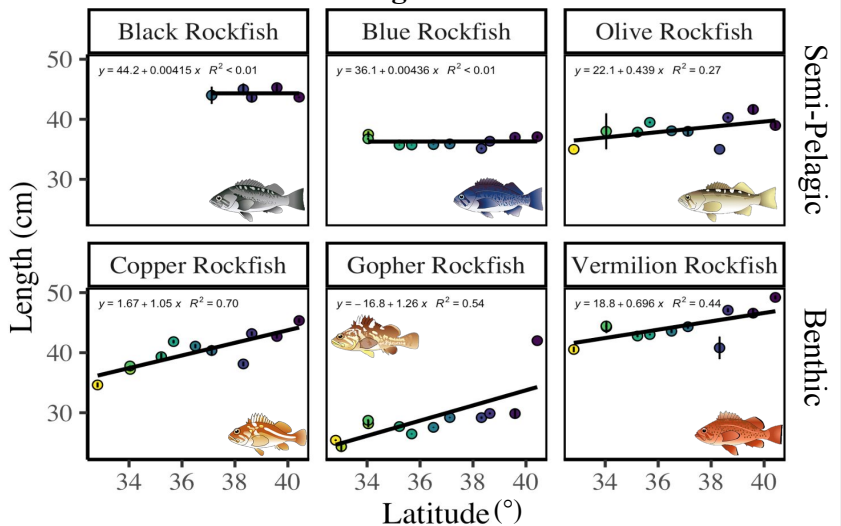 Black Rockfish
Blue Rockfish
Olive Rockfish
y = 44.2 + 0.00415 x R² < 0.01
y = 36.1 + 0.00436 x R² < 0.01
y = 22.1 + 0.439 x R² = 0.27
50
40
30
Semi-Pelagic
Copper Rockfish
Gopher Rockfish
Vermilion Rockfish
y = 1.67 + 1.05 x R² = 0.70
y = − 16.8 + 1.26 x R² = 0.54
y = 18.8 + 0.696 x R² = 0.44
50
40
30
Benthic
Length (cm)
34 36 38 40
34 36 38 40
34 36 38 40
Latitude (°)